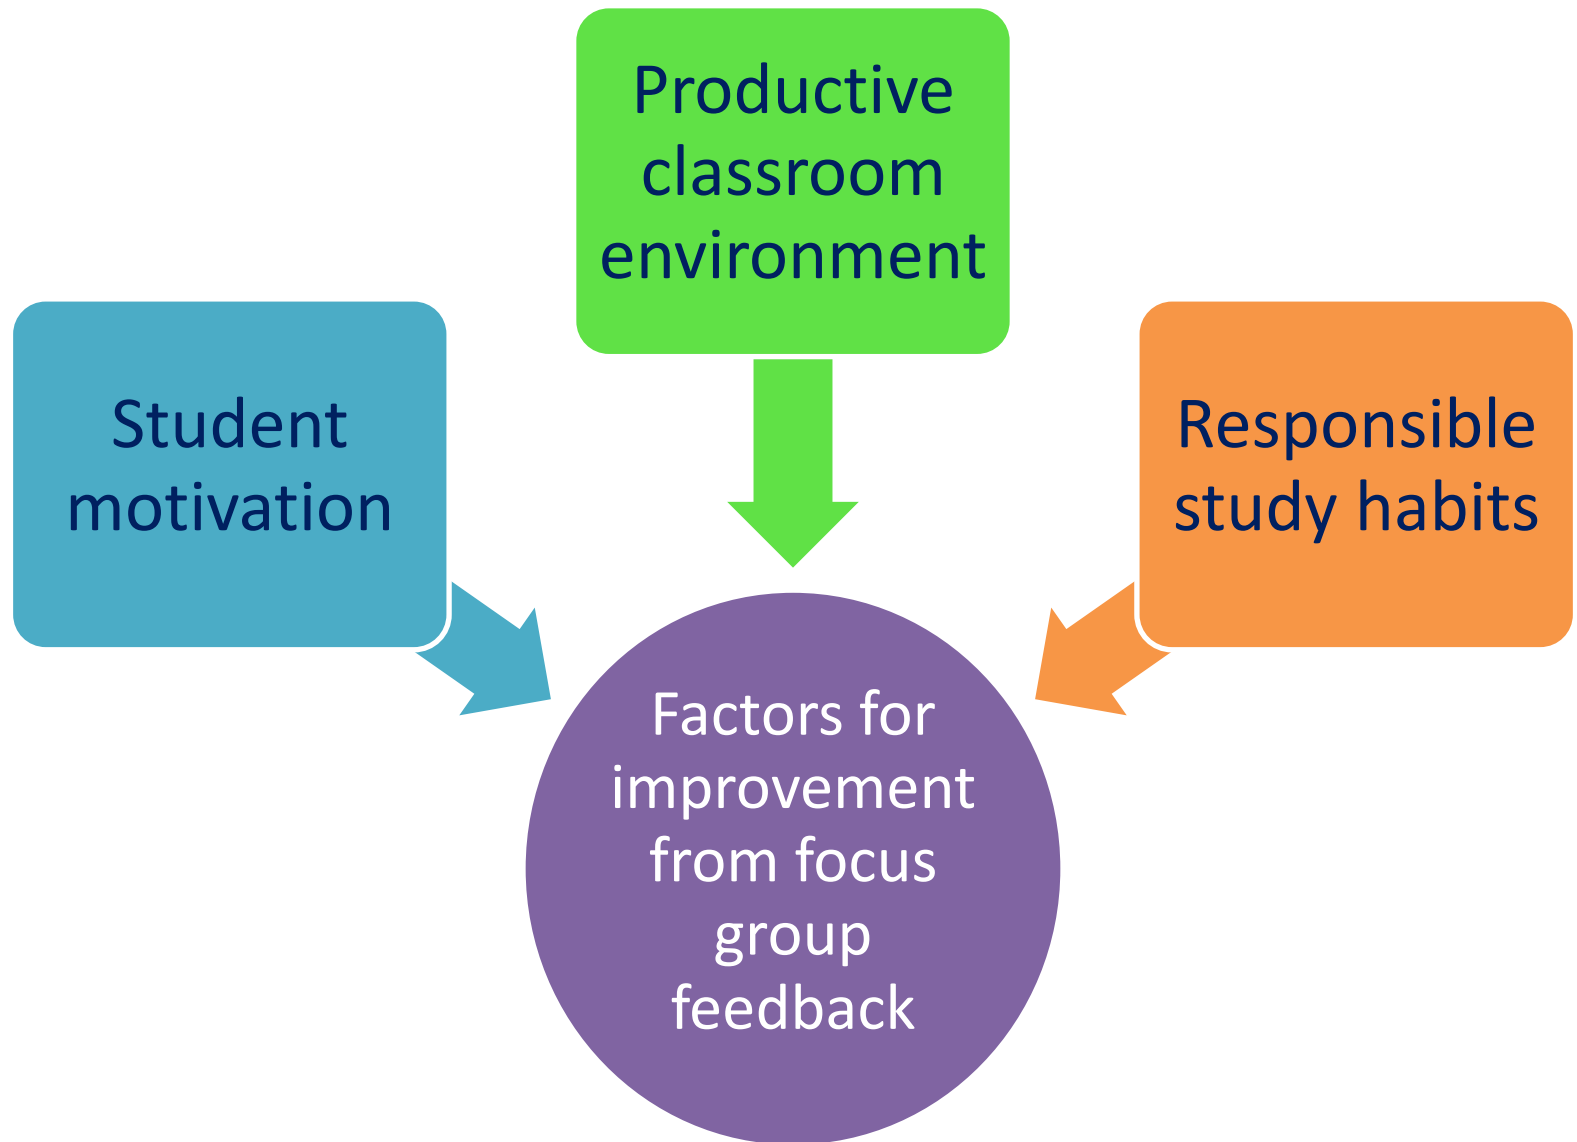 Productive
classroom
environment
Student
motivation
Responsible
study habits
Factors for
improvement
from focus
group
feedback